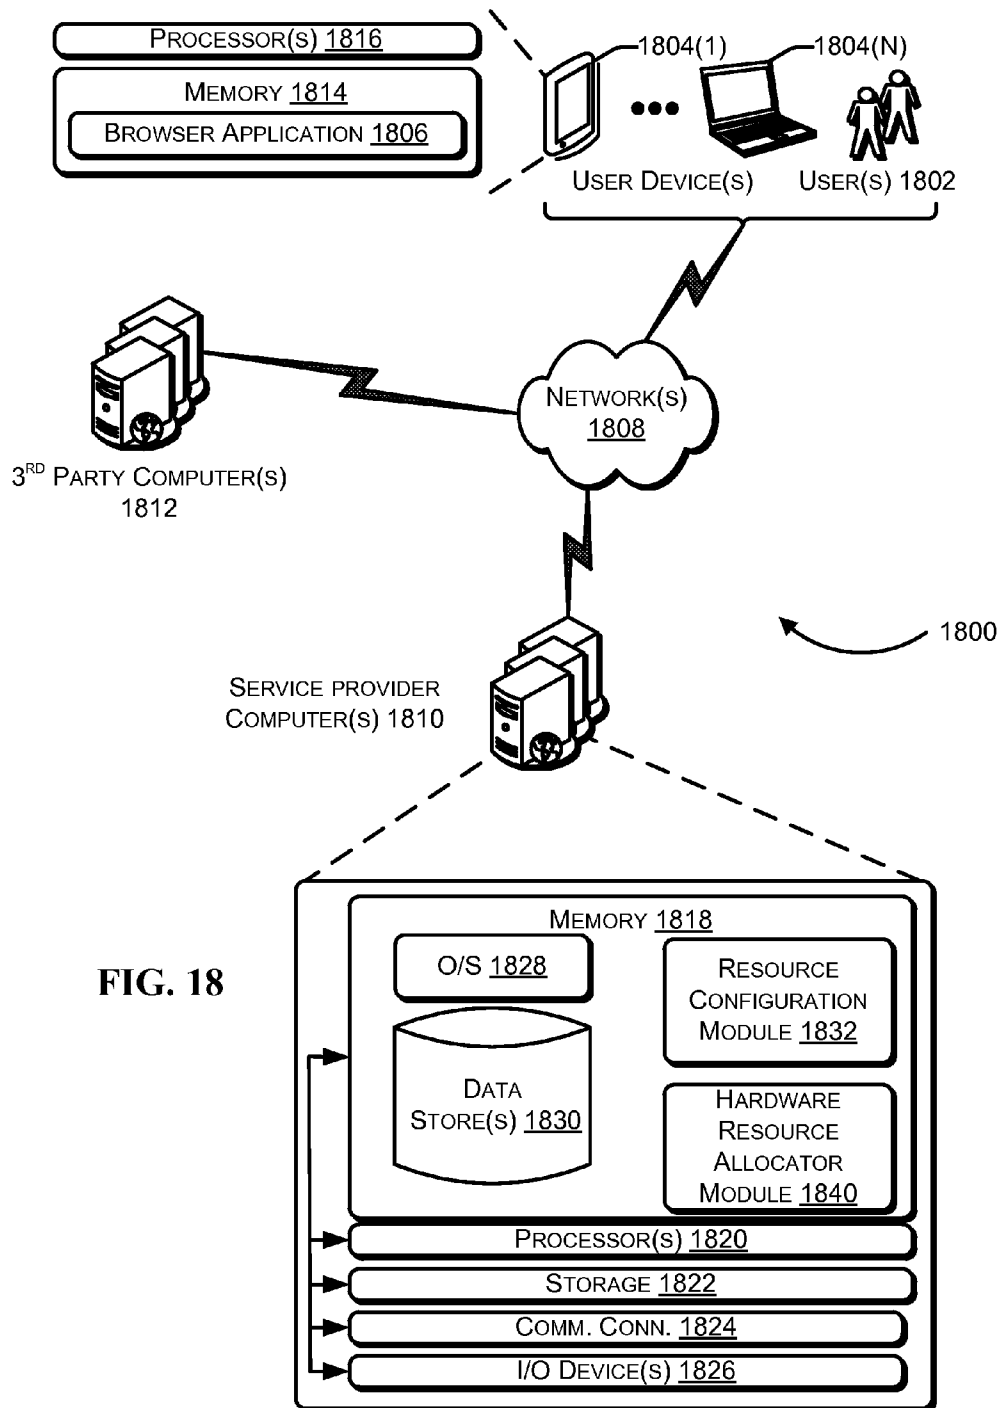 PROCESSOR(S) 1816
MEMORY 1814
BROWSER APPLICATION 1806
1804(1)
1804(N)
USER DEVICE(S)
USER(S) 1802
NETWORK(S)
1808
3RD PARTY COMPUTER(S)
1812
1800
SERVICE PROVIDER
COMPUTER(S) 1810
FIG. 18
MEMORY 1818
O/S 1828
DATA
STORE(S) 1830
RESOURCE
CONFIGURATION
MODULE 1832
HARDWARE
RESOURCE
ALLOCATOR
MODULE 1840
PROCESSOR(S) 1820
STORAGE 1822
COMM. CONN. 1824
I/O DEVICE(S) 1826